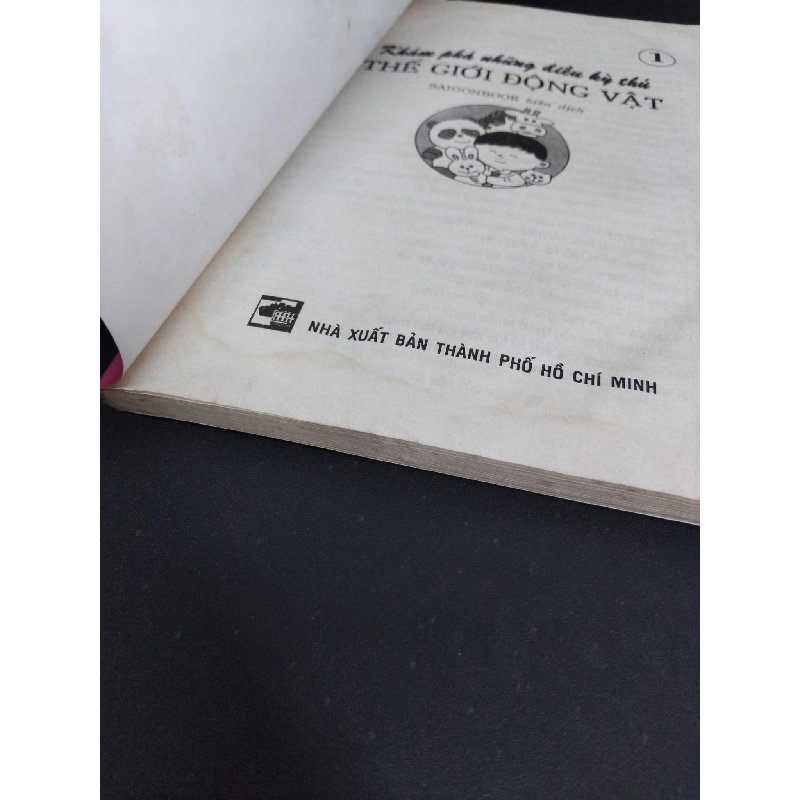 1
Khám phá những điều kỳ thú
THẾ GIỚI ĐỘNG VẬT
SAIGONBOOK biên dịch
NHÀ XUẤT BẢN THÀNH PHỐ HỒ CHÍ MINH